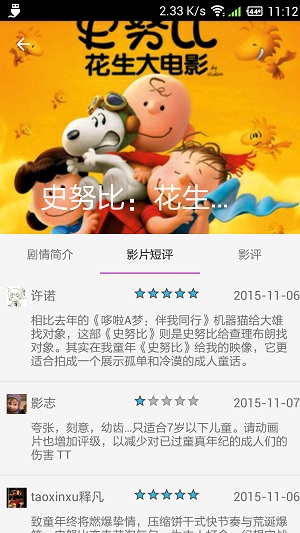 2.33 K/s 44 11:12
史努比
花生大电影
史努比：花生...
剧情简介 影片短评 影评
许诺 2015-11-06
相比去年的《哆啦A梦：伴我同行》机器猫给大雄
找对象，这部《史努比》则是史努比给查理布朗找
对象。其实在我童年《史努比》给我的映像，它更
适合拍成一个展示孤单和冷漠的成人童话。
影志 2015-11-07
夸张，刻意，幼齿...只适合7岁以下儿童。请动画
片也增加评级，以减少对已过童真年纪的成人们的
伤害 TT
taoxinxu释凡 2015-11-06
致童年终将燃爆挚情，压缩饼干式快节奏与荒诞爆